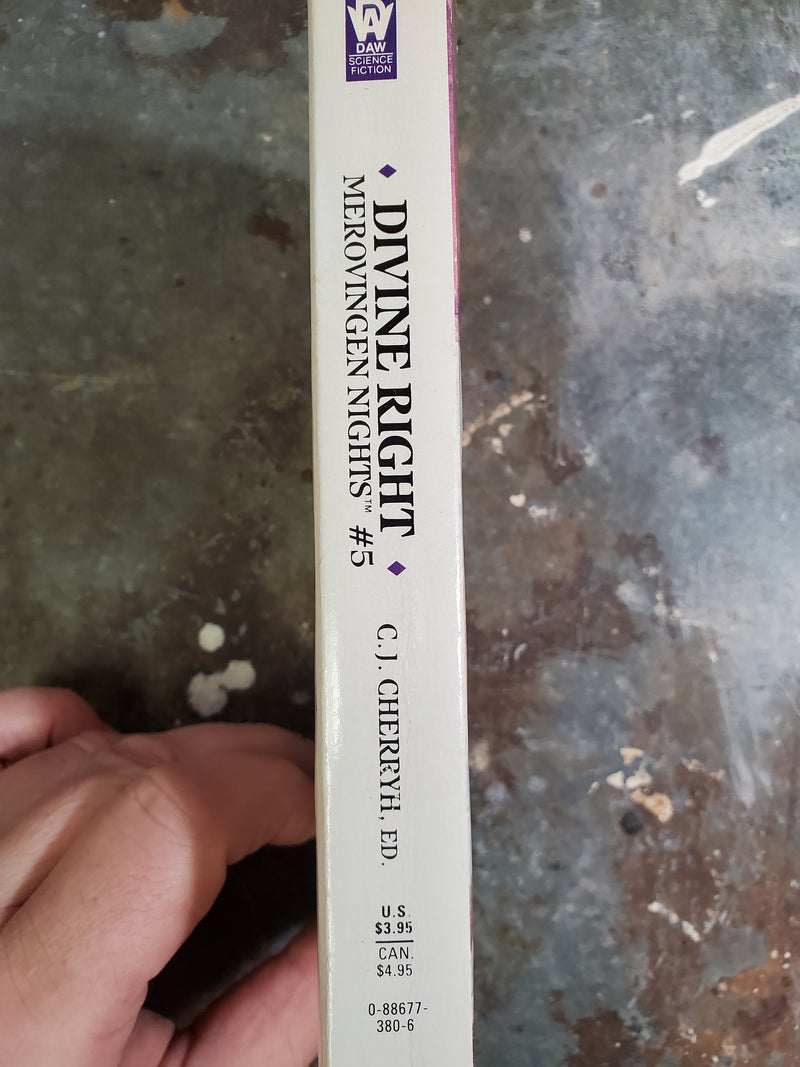 DAW
SCIENCE
FICTION
DIVINE RIGHT
MEROVINGEN NIGHTS™ #5
C.J. CHERRYH, ED.
U.S.
$3.95
CAN.
$4.95
0-88677-
380-6